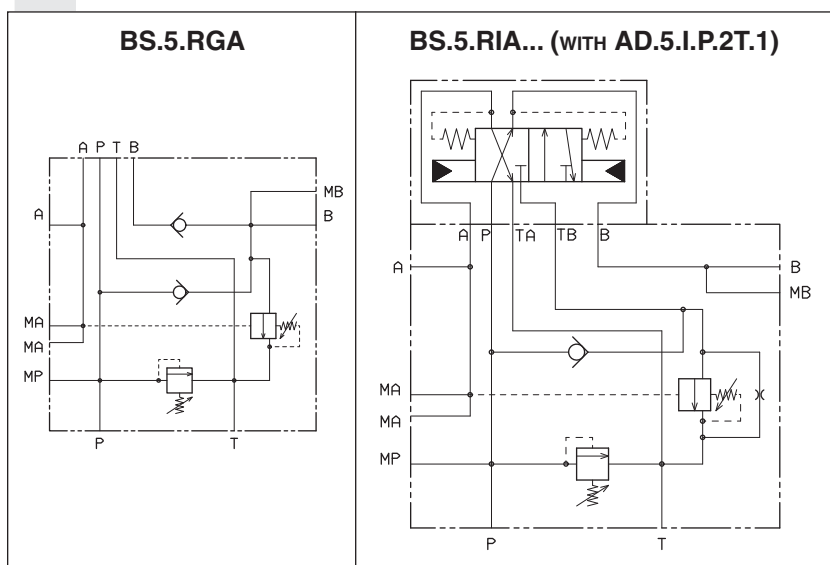 BS.5.RGA
A P T B
MB
A
B
MA
MA
MP
P
T
BS.5.RIA... (WITH AD.5.I.P.2T.1)
A P TA TB B
A
B
MB
MA
MA
MP
P
T